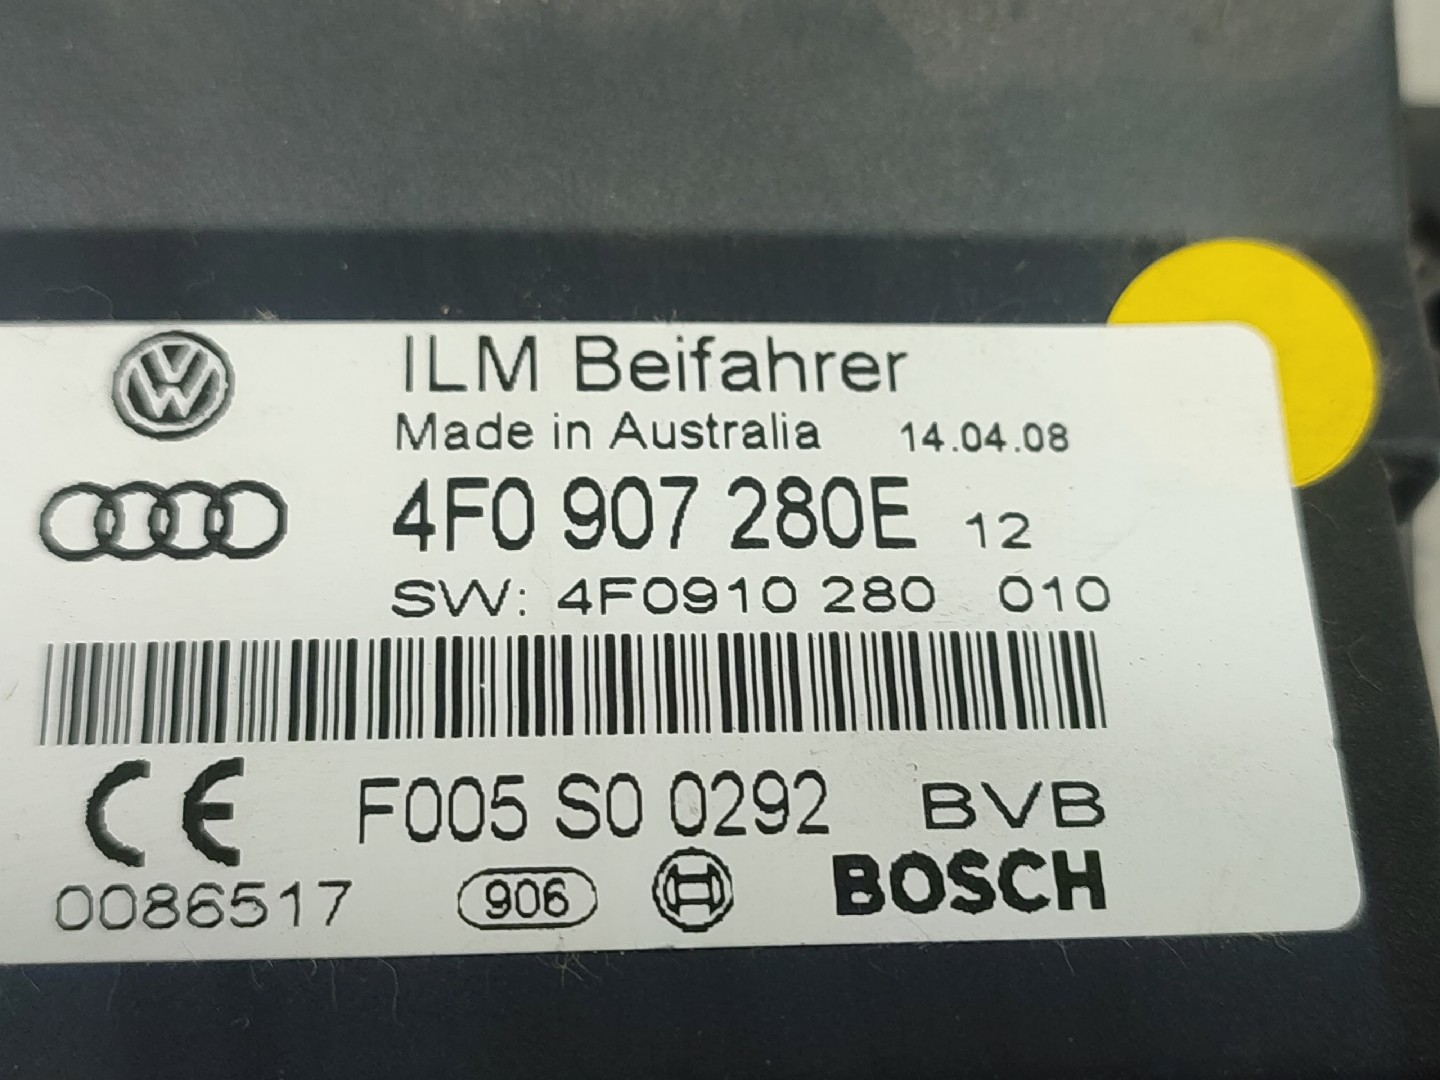 ILM Beifahrer
Made in Australia 14.04.08
4F0 907 280E 12
SW: 4F0910 280 010
CE F005 S0 0292 BVB
0086517 906 BOSCH